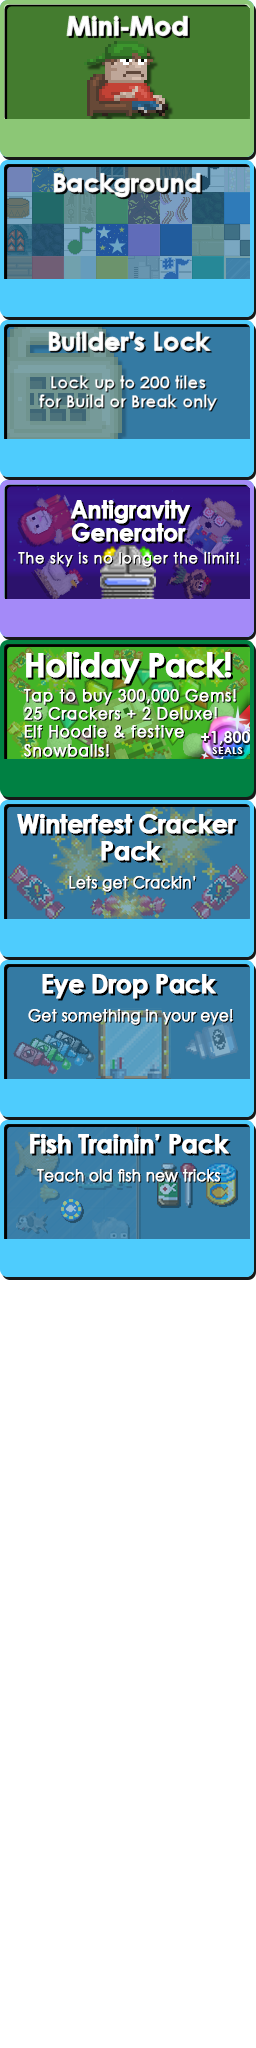 Mini-Mod
Background
Builder's Lock
Lock up to 200 tiles
for Build or Break only
Antigravity
Generator
The sky is no longer the limit!
Holiday Pack!
Tap to buy 300,000 Gems!
25 Crackers + 2 Deluxe!
Elf Hoodie & festive
Snowballs!
+1,800
SEALS
Winterfest Cracker
Pack
Lets get Crackin'
Eye Drop Pack
Get something in your eye!
Fish Trainin' Pack
Teach old fish new tricks